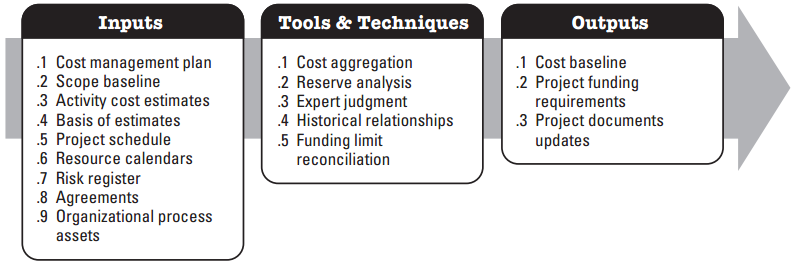 Inputs
.1 Cost management plan
.2 Scope baseline
.3 Activity cost estimates
.4 Basis of estimates
.5 Project schedule
.6 Resource calendars
.7 Risk register
.8 Agreements
.9 Organizational process
assets
Tools & Techniques
.1 Cost aggregation
.2 Reserve analysis
.3 Expert judgment
.4 Historical relationships
.5 Funding limit
reconciliation
Outputs
.1 Cost baseline
.2 Project funding
requirements
.3 Project documents
updates